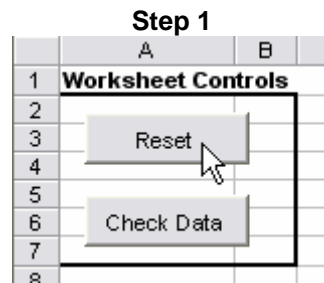 Step 1
A B
1 Worksheet Controls
2
3 Reset
4
5
6 Check Data
7
8